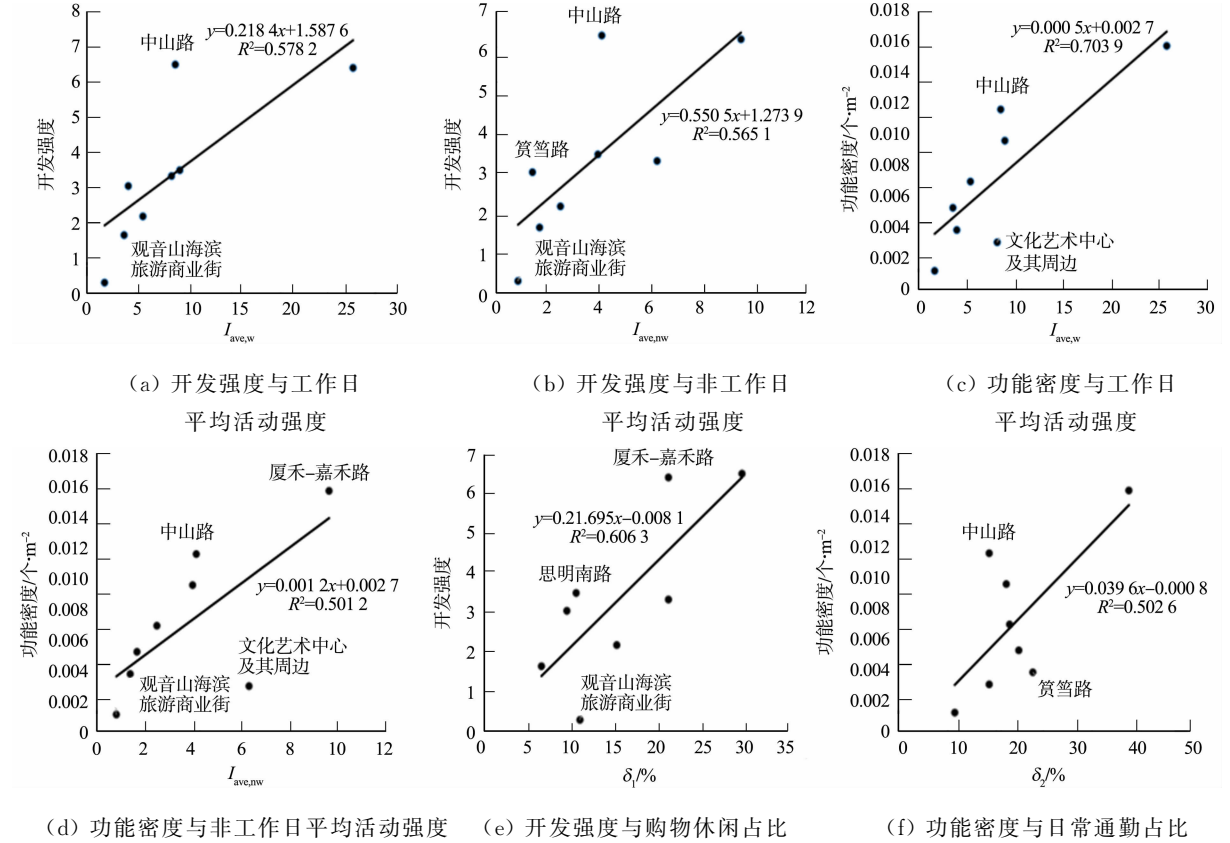 8
7
6
5
4
3
2
1
0
0
5
10
15
20
25
30
开发强度
中山路
y=0.218 4x+1.587 6
R²=0.578 2
观音山海滨
旅游商业街
I_ave,w
7
6
5
4
3
2
1
0
0
2
4
6
8
10
12
开发强度
中山路
y=0.550 5x+1.273 9
R²=0.565 1
筼筜路
观音山海滨
旅游商业街
I_ave,nw
0.018
0.016
0.014
0.012
0.010
0.008
0.006
0.004
0.002
0
0
5
10
15
20
25
30
功能密度/个·m⁻²
y=0.000 5x+0.002 7
R²=0.703 9
中山路
文化艺术中心
及其周边
I_ave,w
（a）开发强度与工作日
平均活动强度
（b）开发强度与非工作日
平均活动强度
（c）功能密度与工作日
平均活动强度
0.018
0.016
0.014
0.012
0.010
0.008
0.006
0.004
0.002
0
0
2
4
6
8
10
12
功能密度/个·m⁻²
厦禾–嘉禾路
中山路
y=0.001 2x+0.002 7
R²=0.501 2
文化艺术中心
及其周边
观音山海滨
旅游商业街
I_ave,nw
7
6
5
4
3
2
1
0
0
5
10
15
20
25
30
35
开发强度
厦禾–嘉禾路
y=0.21.695x−0.008 1
R²=0.606 3
思明南路
观音山海滨
旅游商业街
δ₁/%
0.018
0.016
0.014
0.012
0.010
0.008
0.006
0.004
0.002
0
0
10
20
30
40
50
功能密度/个·m⁻²
中山路
y=0.039 6x−0.000 8
R²=0.502 6
筼筜路
δ₂/%
（d）功能密度与非工作日平均活动强度
（e）开发强度与购物休闲占比
（f）功能密度与日常通勤占比